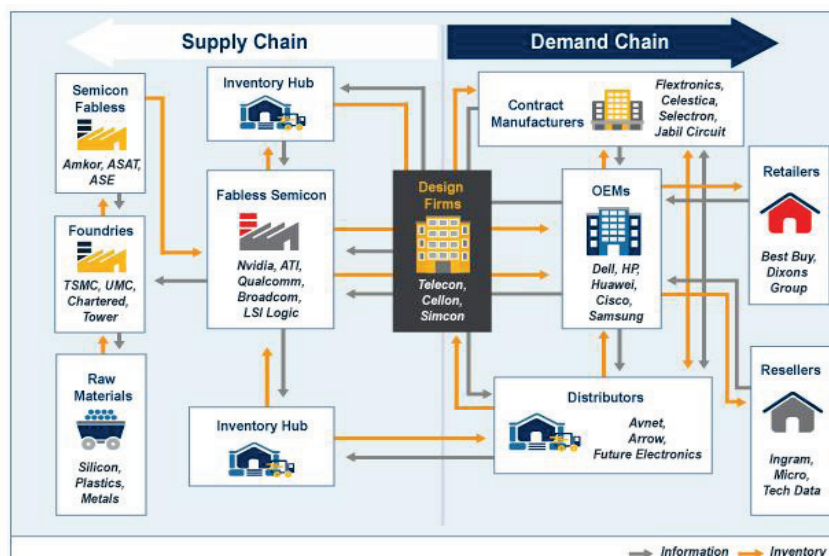 Supply Chain
Demand Chain
Semicon
Fabless
Amkor, ASAT,
ASE
Foundries
TSMC, UMC,
Chartered,
Tower
Raw
Materials
Silicon,
Plastics,
Metals
Inventory Hub
Fabless Semicon
Nvidia, ATI,
Qualcomm,
Broadcom,
LSI Logic
Inventory Hub
Design
Firms
Telecon,
Cellon,
Simcon
Contract
Manufacturers
Flextronics,
Celestica,
Selectron,
Jabil Circuit
OEMs
Dell, HP,
Huawei,
Cisco,
Samsung
Distributors
Avnet,
Arrow,
Future Electronics
Retailers
Best Buy,
Dixons
Group
Resellers
Ingram,
Micro,
Tech Data
Information
Inventory